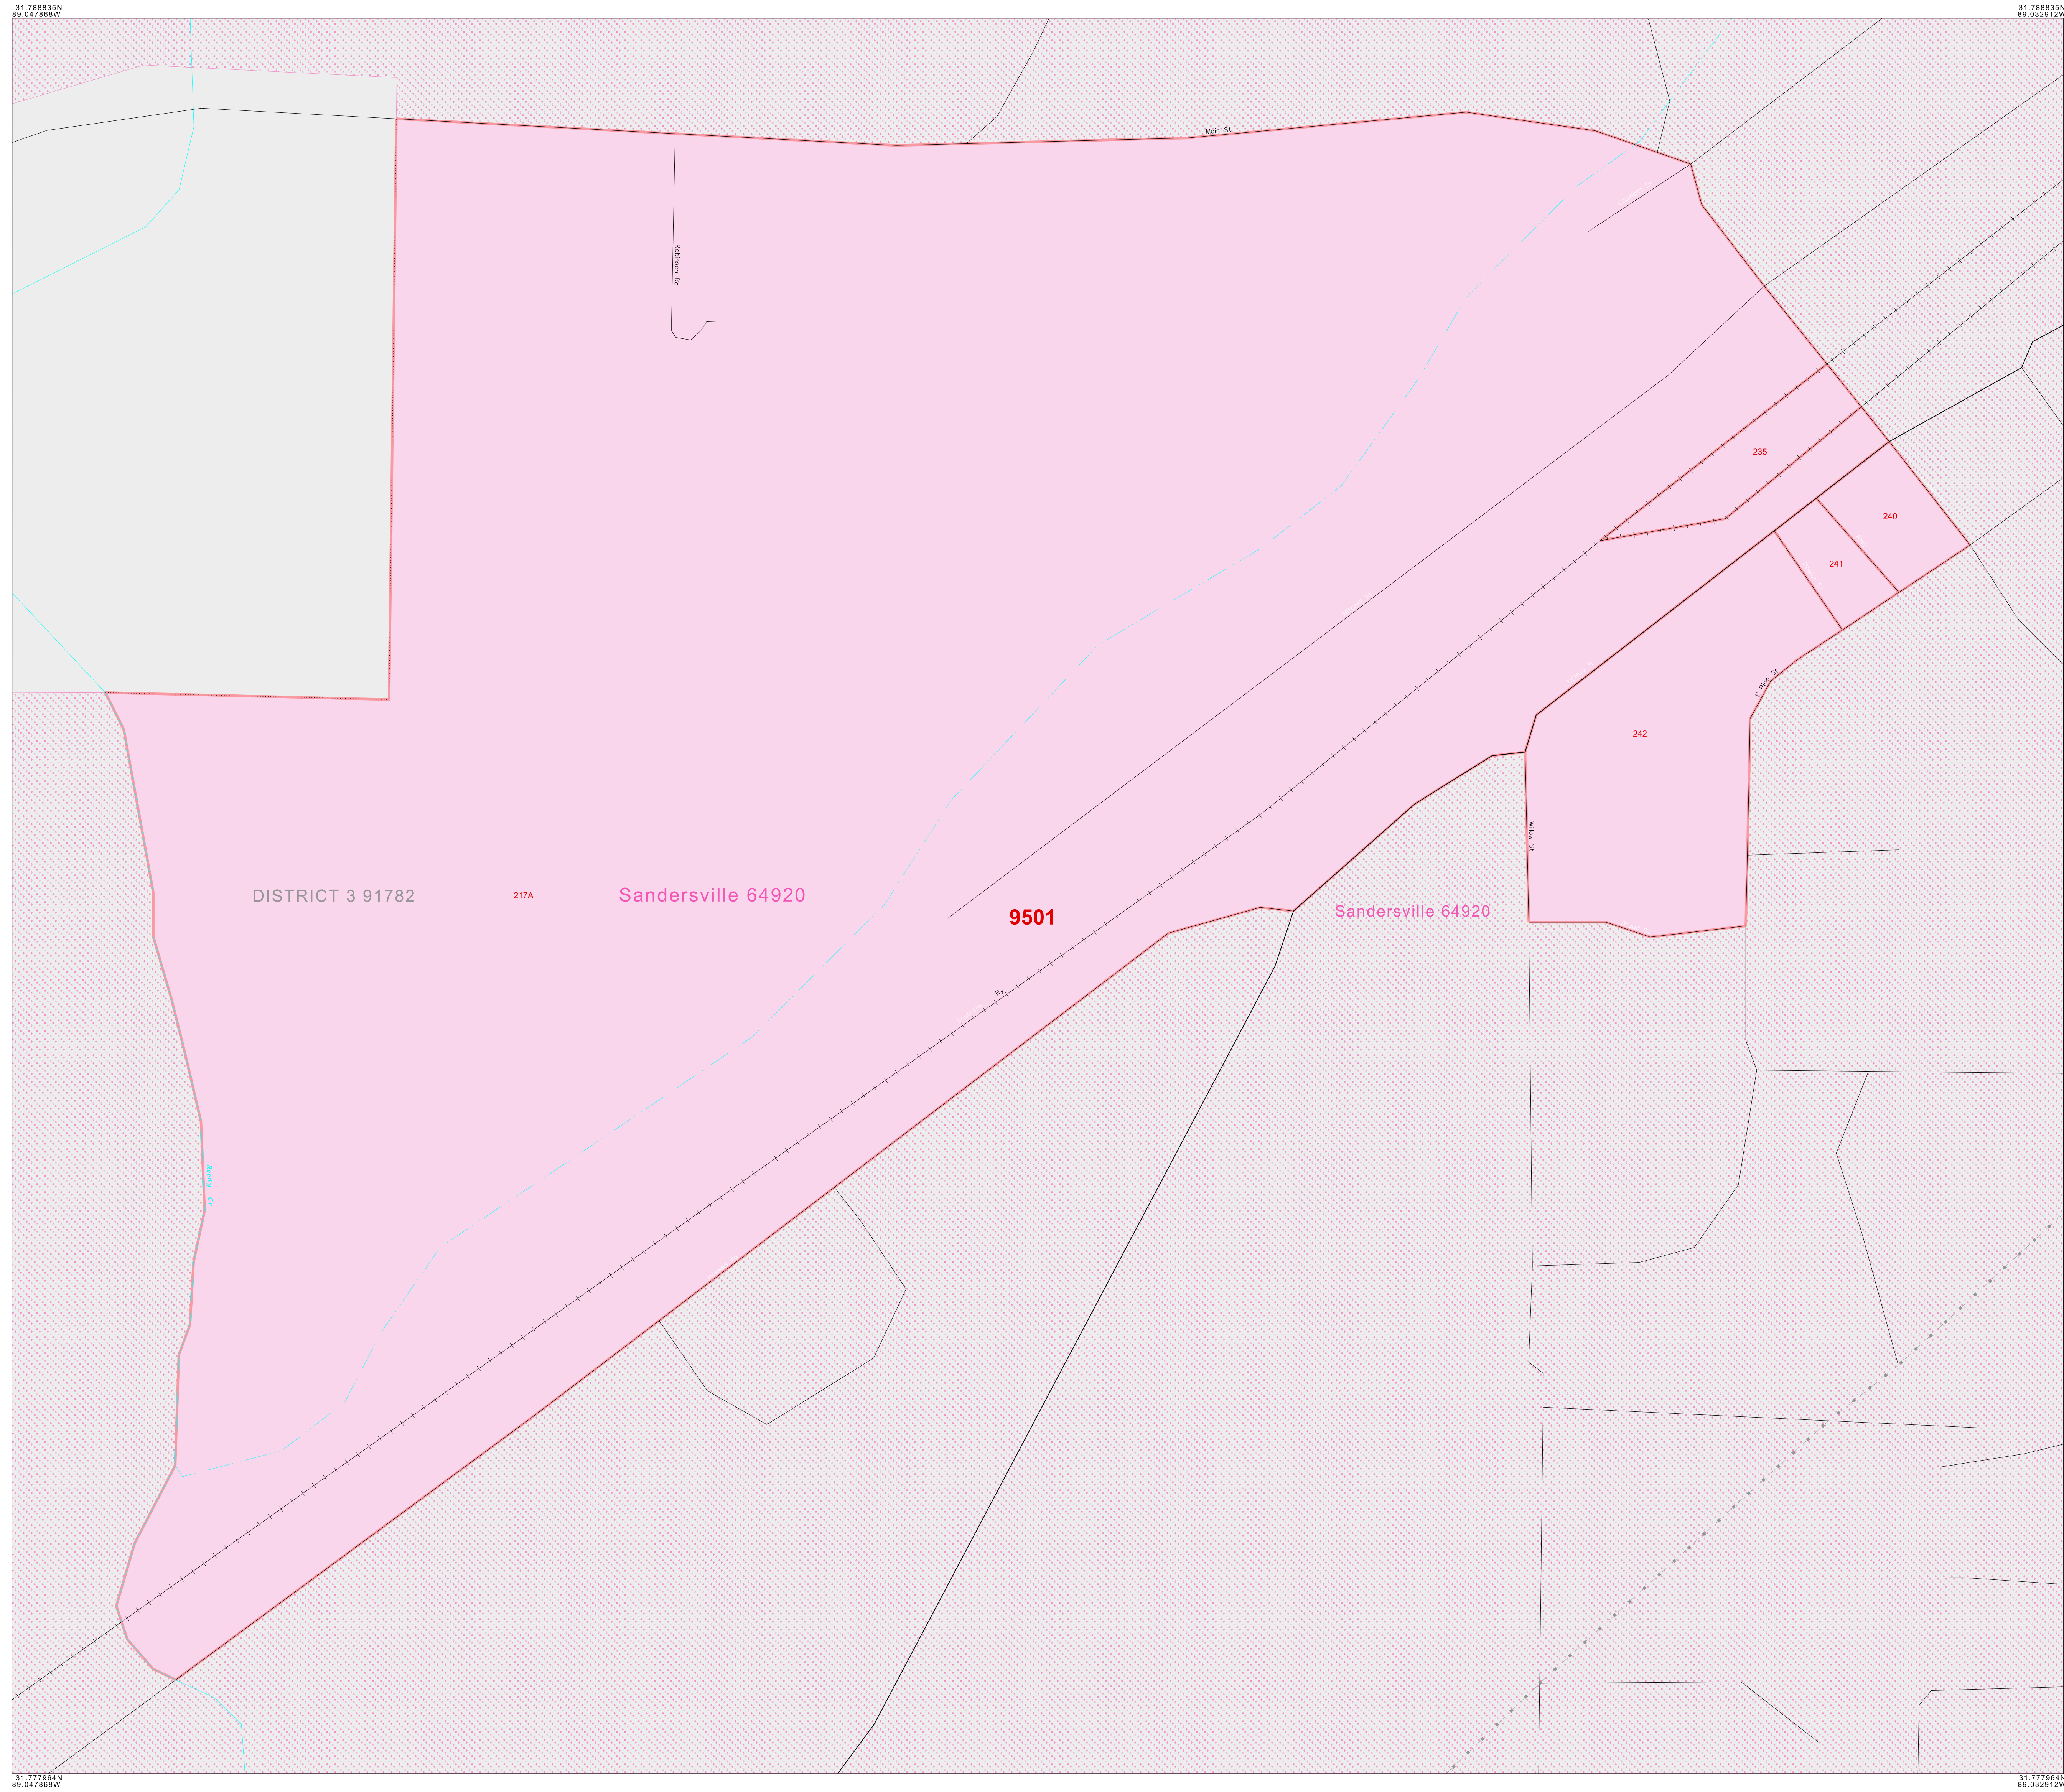 31.788835N
89.047868W
31.788835N
89.032912W
Main St
Robinson Rd
235
240
241
S Pine St
242
Willow St
DISTRICT 3 91782
217A
Sandersville 64920
9501
Sandersville 64920
Ry
31.777964N
89.047868W
31.777964N
89.032912W